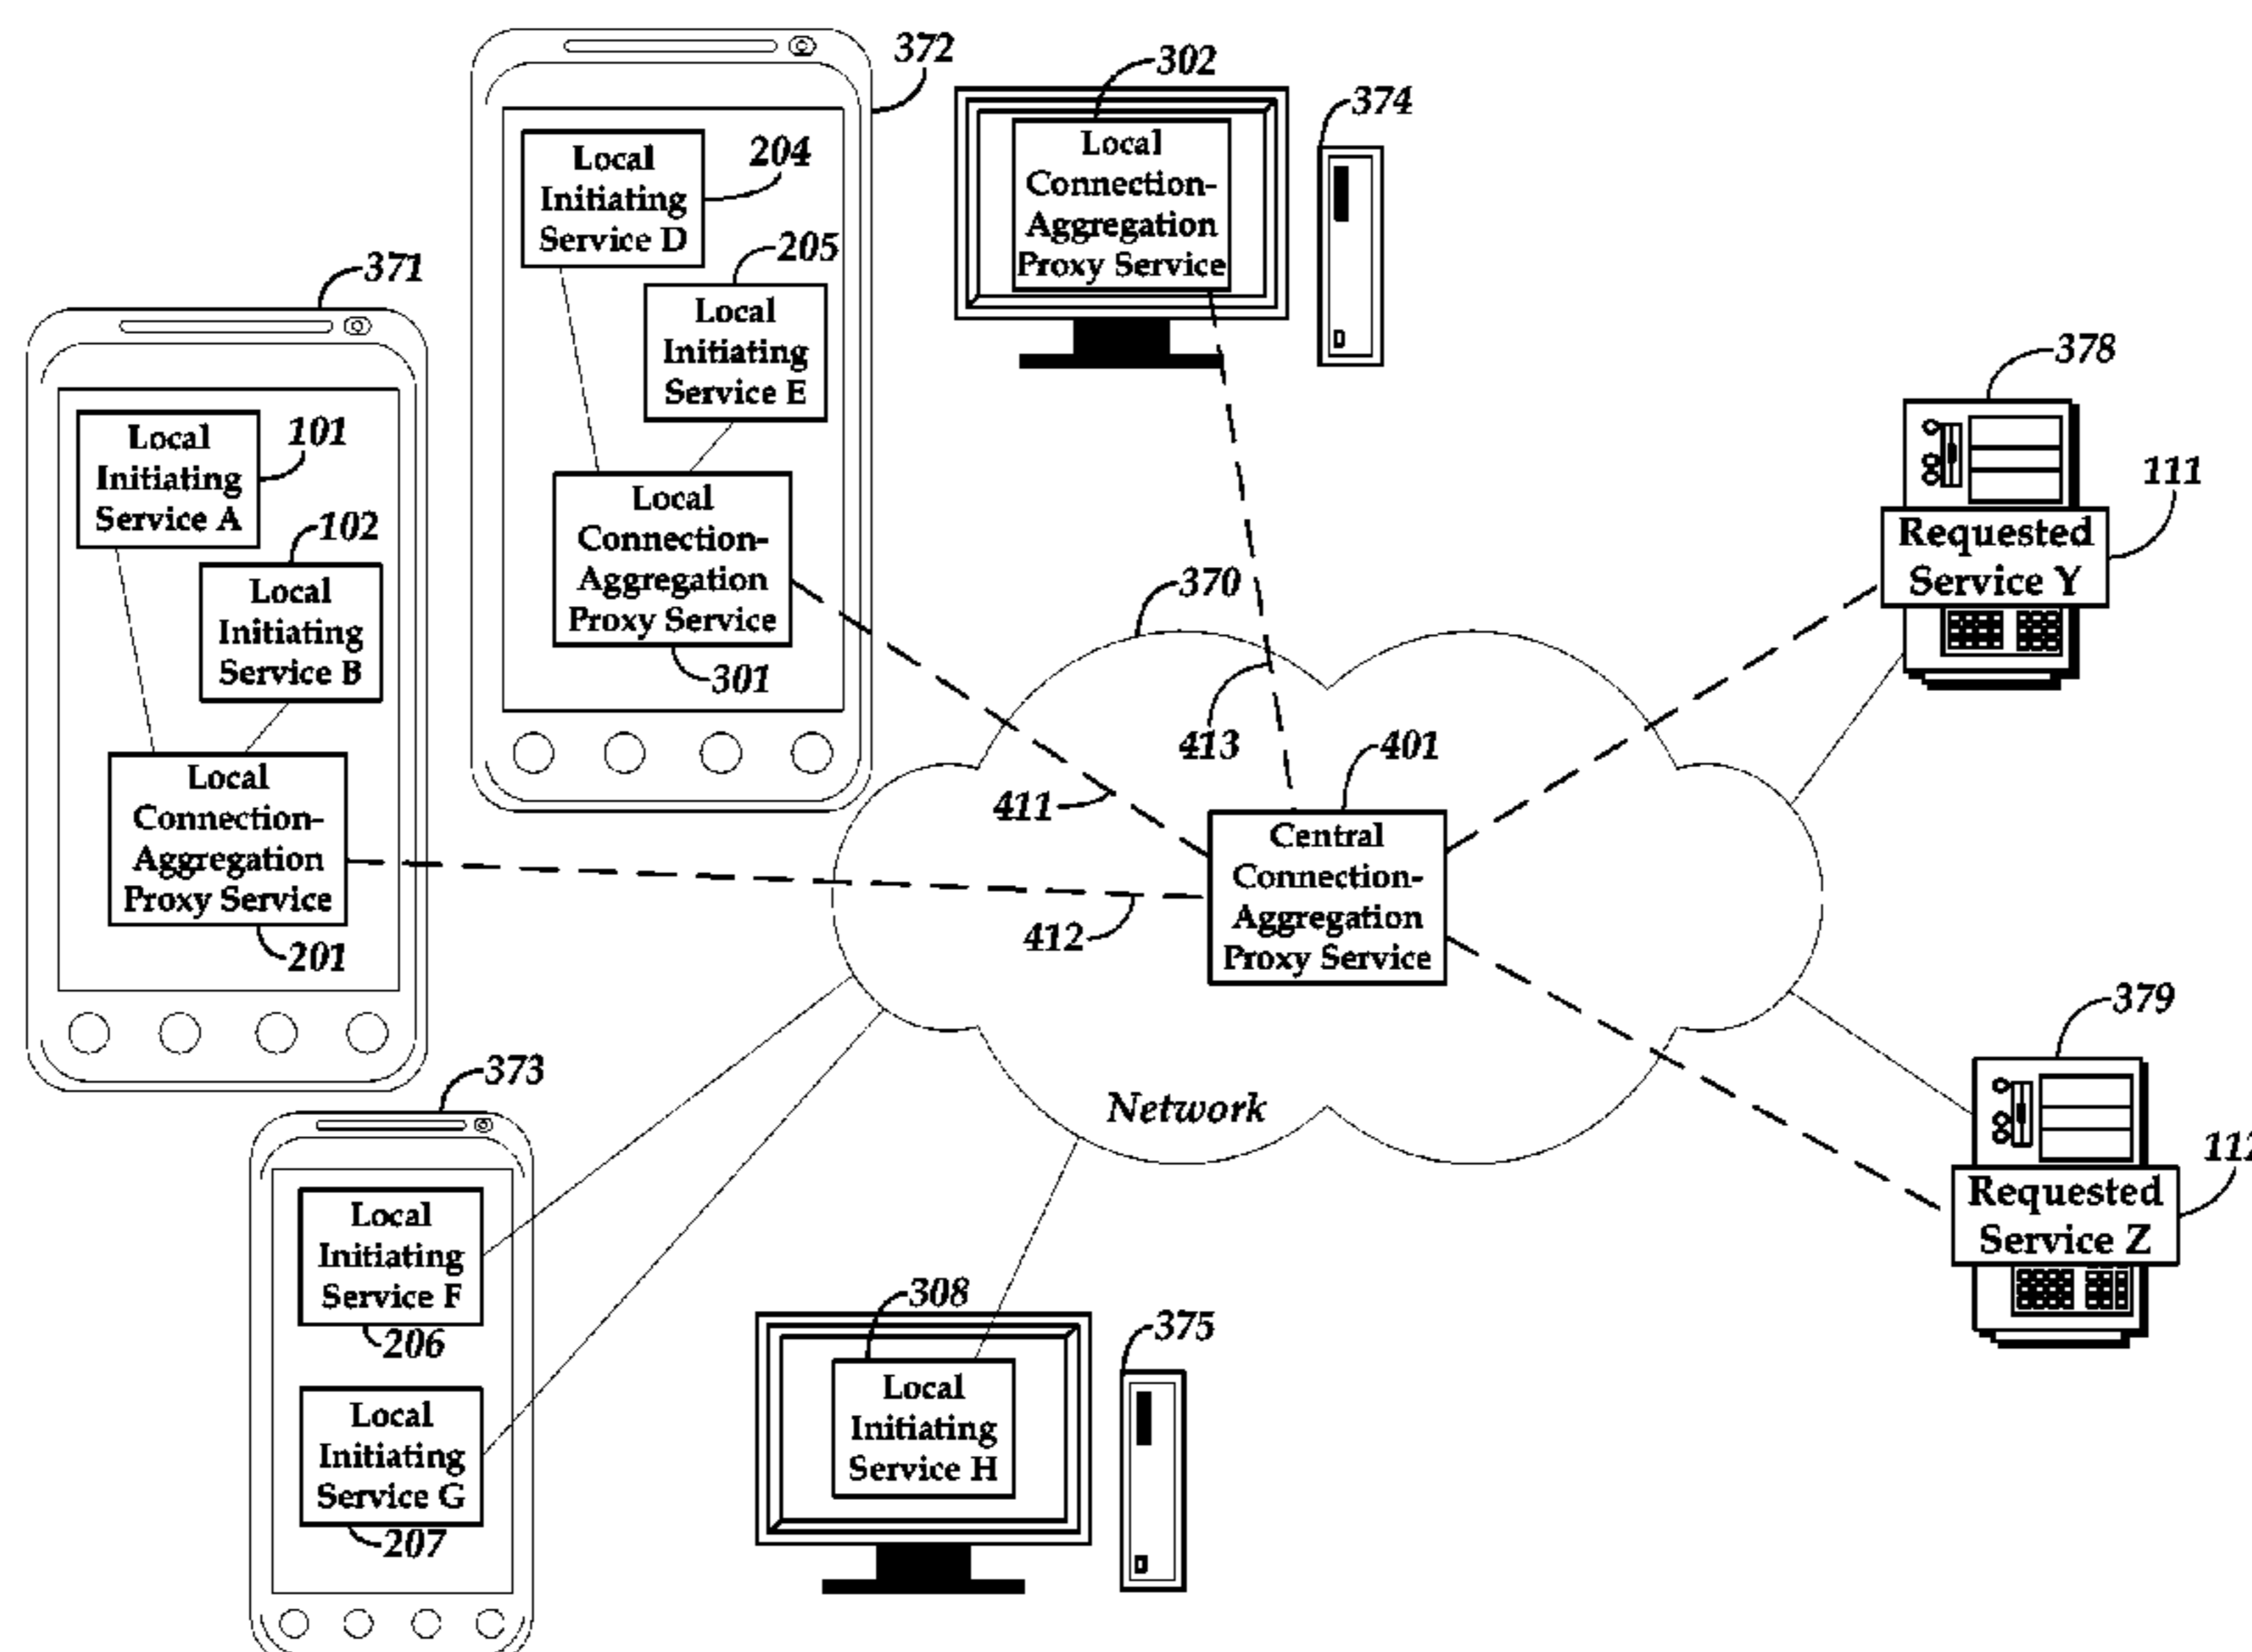 372
302
374
Local
Initiating
Service D
204
Local
Connection-
Aggregation
Proxy Service
205
Local
Initiating
Service E
371
378
Local
Initiating
Service A
101
111
Local
Connection-
Aggregation
Proxy Service
301
102
Local
Initiating
Service B
Requested
Service Y
370
413
401
411
Local
Connection-
Aggregation
Proxy Service
201
Central
Connection-
Aggregation
Proxy Service
412
379
373
Network
112
Requested
Service Z
Local
Initiating
Service F
206
308
375
Local
Initiating
Service G
207
Local
Initiating
Service H